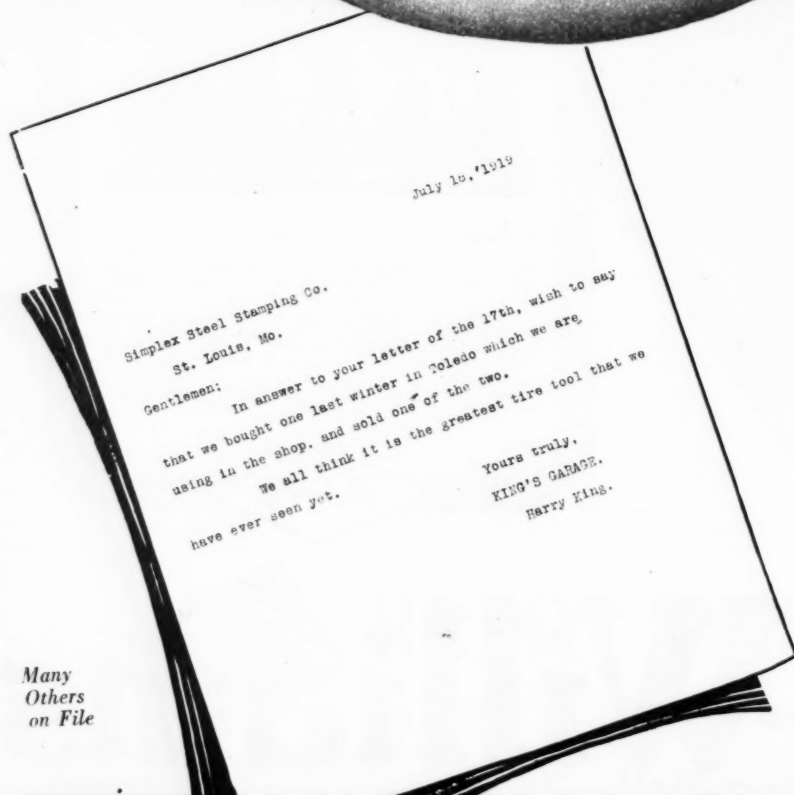 July 18, 1919
Simplex Steel Stamping Co.
St. Louis, Mo.
Gentlemen;
In answer to your letter of the 17th, wish to say
that we bought one last winter in Toledo which we are
using in the shop, and sold one of the two.
We all think it is the greatest tire tool that we
have ever seen yet.
Yours truly,
KING'S GARAGE.
Harry King.
Many
Others
on File